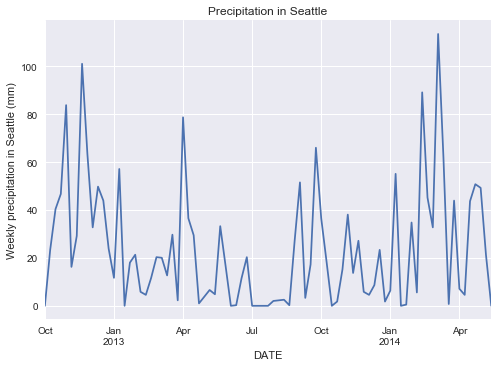 Precipitation in Seattle
Weekly precipitation in Seattle (mm)
100
80
60
40
20
0
Oct Jan Apr Jul Oct Jan Apr
2013 2014
DATE